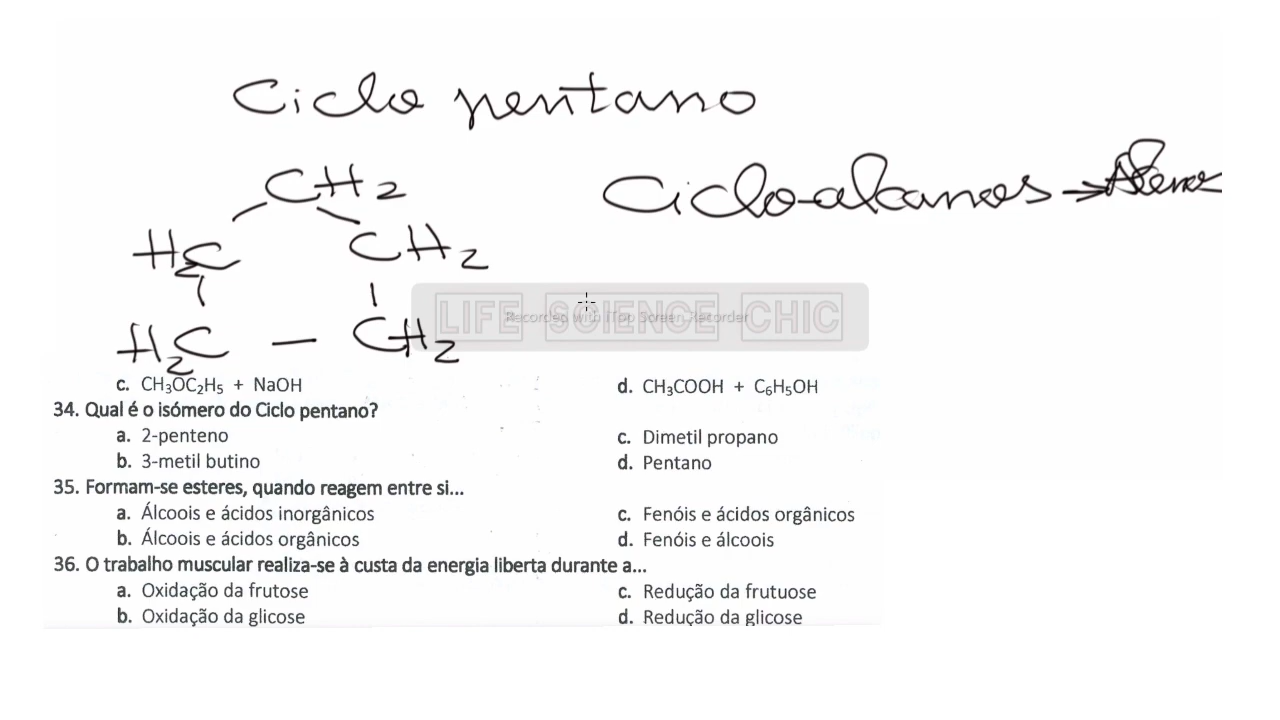 Ciclo pentano
CH2
Ciclo-alcanos →
H2C CH2
LIFE SCIENCE CHIC
Recorded with iTop Screen Recorder
H2C — CH2
c. CH3OC2H5 + NaOH d. CH3COOH + C6H5OH
34. Qual é o isómero do Ciclo pentano?
a. 2-penteno c. Dimetil propano
b. 3-metil butino d. Pentano
35. Formam-se esteres, quando reagem entre si...
a. Álcoois e ácidos inorgânicos c. Fenóis e ácidos orgânicos
b. Álcoois e ácidos orgânicos d. Fenóis e álcoois
36. O trabalho muscular realiza-se à custa da energia liberta durante a...
a. Oxidação da frutose c. Redução da frutuose
b. Oxidação da glicose d. Redução da glicose